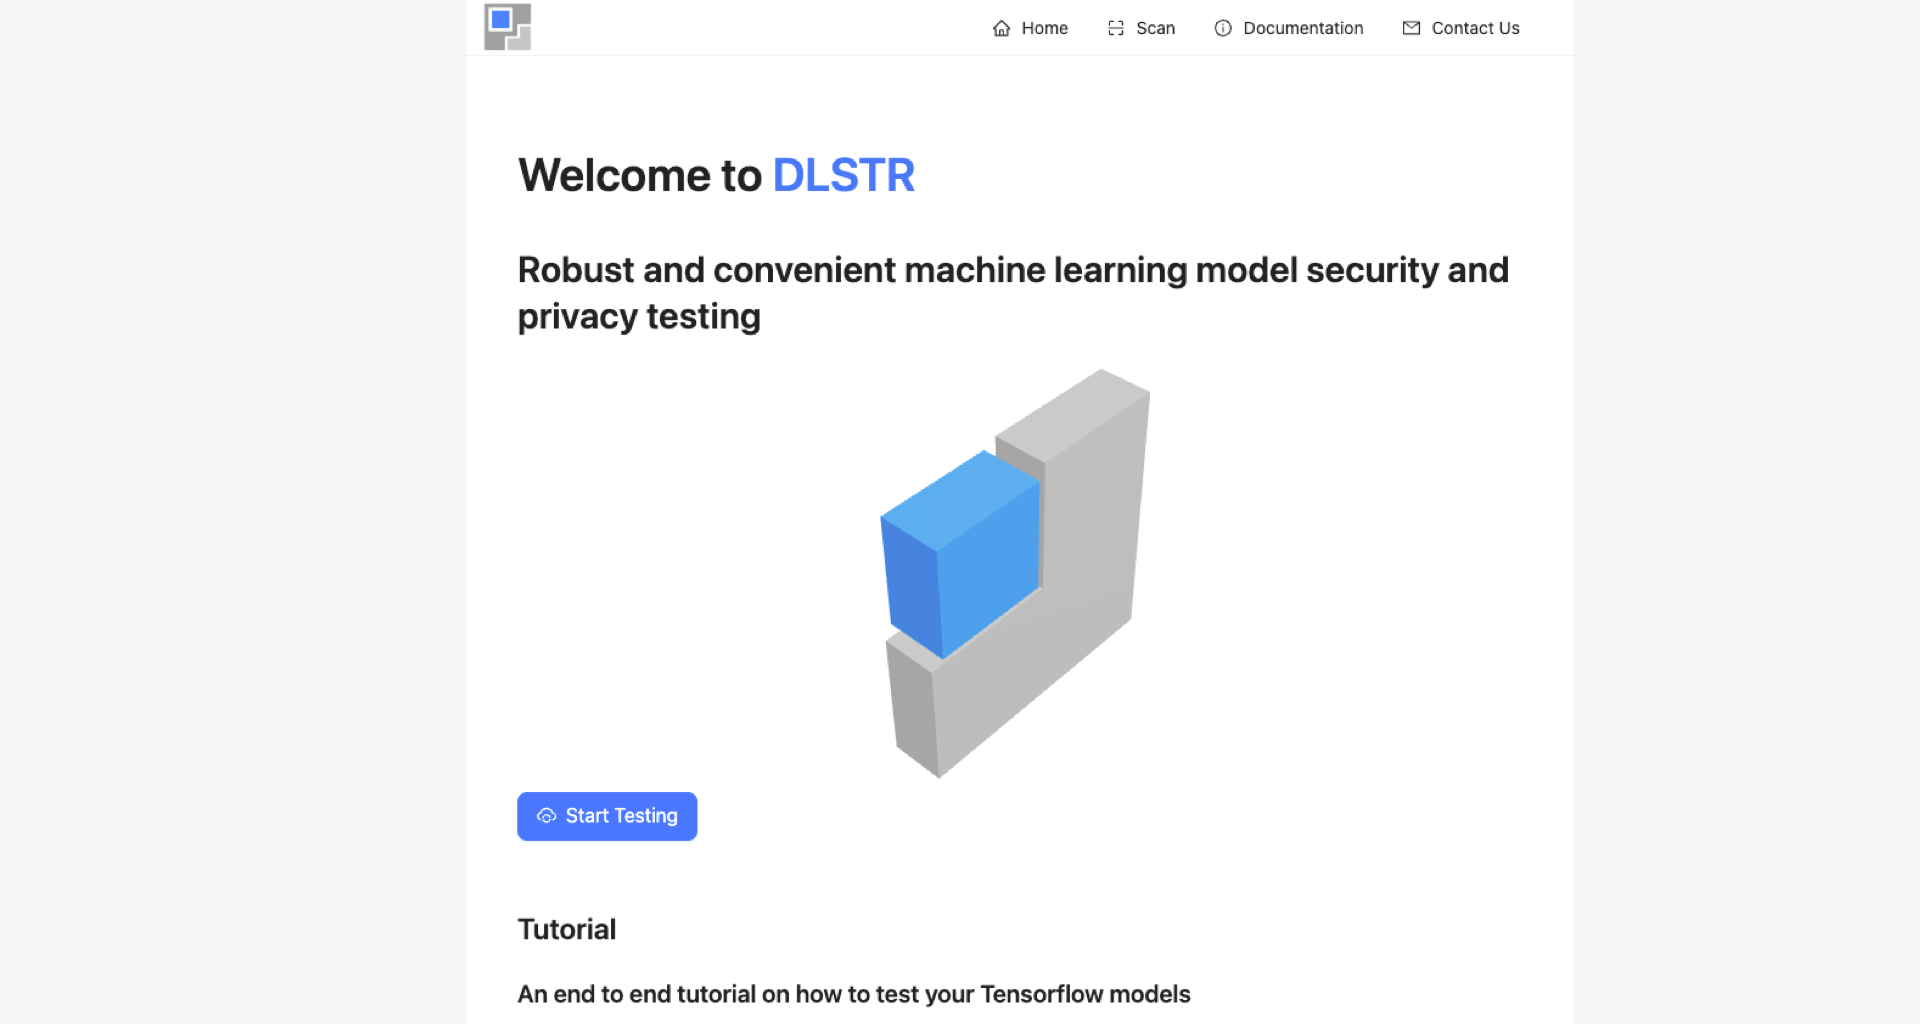 Home Scan Documentation Contact Us
Welcome to DLSTR
Robust and convenient machine learning model security and
privacy testing
Start Testing
Tutorial
An end to end tutorial on how to test your Tensorflow models